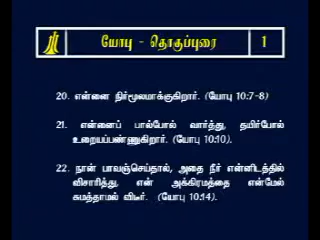 யோபு - தொகுப்புரை 1
20. என்னை நிர்மூலமாக்குகிறார். (யோபு 10:7-8)
21. என்னைப் பால்போல் வார்த்து, தயிர்போல்
உறையப்பண்ணுகிறார். (யோபு 10:10).
22. நான் பாவஞ்செய்தால், அதை நீர் என்னிடத்தில்
விசாரித்து, என் அக்கிரமத்தை என்மேல்
சுமத்தாமல் விடீர். (யோபு 10:14).